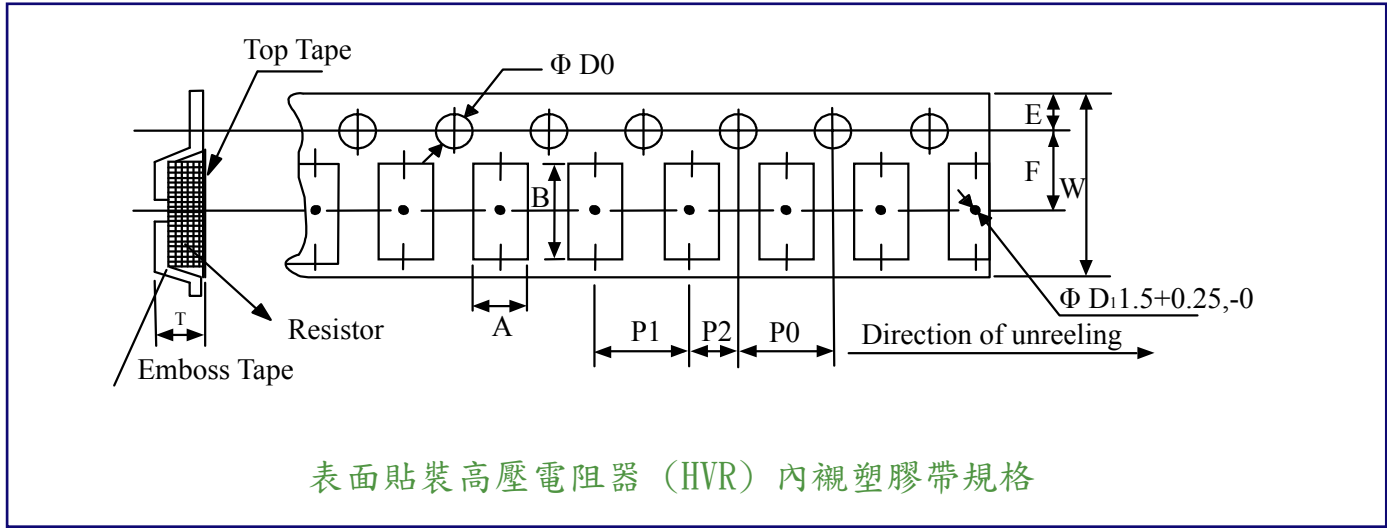 Top Tape
Φ D0
E
F
W
B
Φ D₁1.5+0.25,-0
T
Resistor
A
P1
P2
P0
Direction of unreeling
Emboss Tape
表面貼裝高壓電阻器 (HVR) 內襯塑膠帶規格